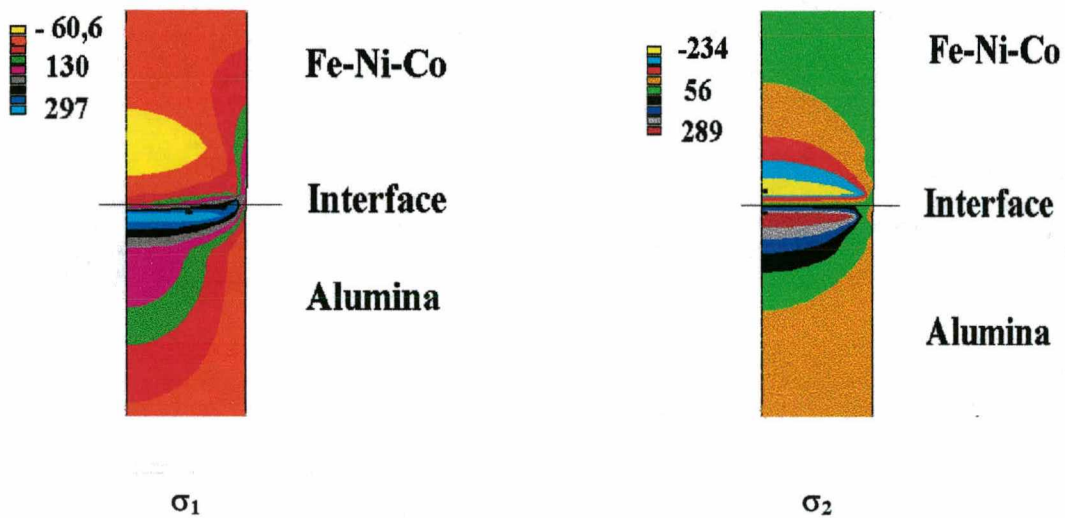 - 60,6
130
297
Fe-Ni-Co
Interface
Alumina
σ1
-234
56
289
Fe-Ni-Co
Interface
Alumina
σ2